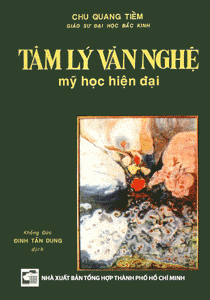 CHU QUANG TIỀM
GIÁO SƯ ĐẠI HỌC BẮC KINH
TÂM LÝ VĂN NGHỆ
mỹ học hiện đại
Khổng Đức
ĐINH TẤN DUNG
dịch
NHÀ XUẤT BẢN TỔNG HỢP THÀNH PHỐ HỒ CHÍ MINH